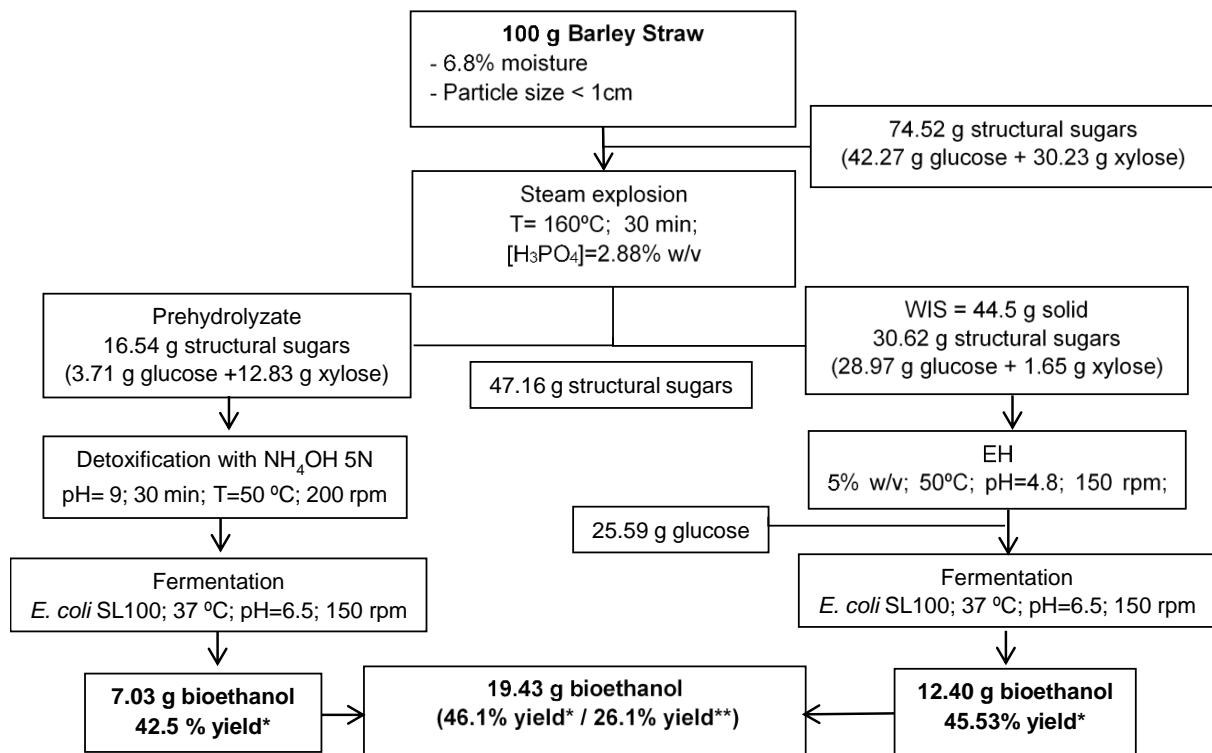 100 g Barley Straw
- 6.8% moisture
- Particle size < 1cm
74.52 g structural sugars
(42.27 g glucose + 30.23 g xylose)
Steam explosion
T= 160ºC; 30 min;
[H₃PO₄]=2.88% w/v
Prehydrolyzate
16.54 g structural sugars
(3.71 g glucose +12.83 g xylose)
47.16 g structural sugars
WIS = 44.5 g solid
30.62 g structural sugars
(28.97 g glucose + 1.65 g xylose)
Detoxification with NH₄OH 5N
pH= 9; 30 min; T=50 ºC; 200 rpm
EH
5% w/v; 50ºC; pH=4.8; 150 rpm;
25.59 g glucose
Fermentation
E. coli SL100; 37 ºC; pH=6.5; 150 rpm
Fermentation
E. coli SL100; 37 ºC; pH=6.5; 150 rpm
7.03 g bioethanol
42.5 % yield*
19.43 g bioethanol
(46.1% yield* / 26.1% yield**)
12.40 g bioethanol
45.53% yield*